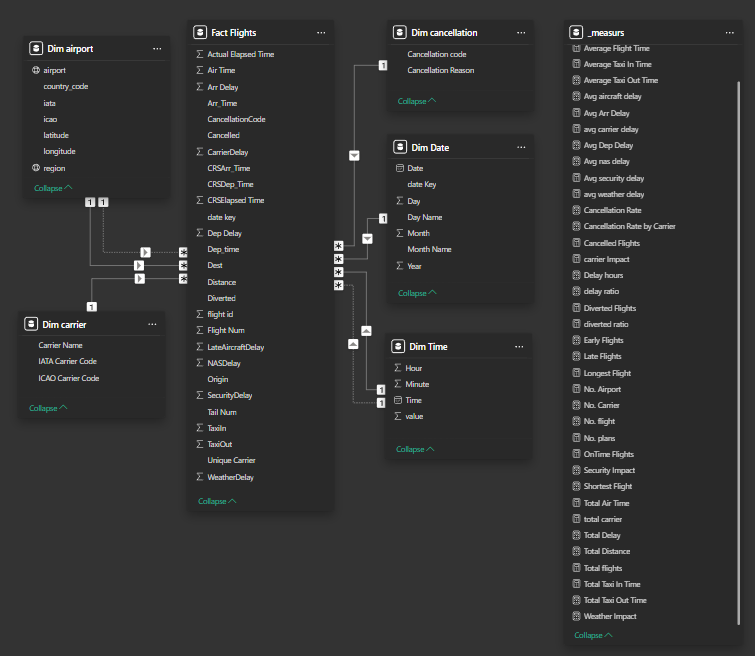 Dim airport
airport
country_code
iata
icao
latitude
longitude
region
Collapse
Dim carrier
Carrier Name
IATA Carrier Code
ICAO Carrier Code
Collapse
Fact Flights
Actual Elapsed Time
Air Time
Arr Delay
Arr_Time
CancellationCode
Cancelled
CarrierDelay
CRSArr_Time
CRSDep_Time
CRSElapsed Time
date key
Dep Delay
Dep_time
Dest
Distance
Diverted
flight id
Flight Num
LateAircraftDelay
NASDelay
Origin
SecurityDelay
Tail Num
TaxiIn
TaxiOut
Unique Carrier
WeatherDelay
Collapse
Dim cancellation
Cancellation code
Cancellation Reason
Collapse
Dim Date
Date
date Key
Day
Day Name
Month
Month Name
Year
Collapse
Dim Time
Hour
Minute
Time
value
Collapse
_measurs
Average Flight Time
Average Taxi In Time
Average Taxi Out Time
Avg aircraft delay
Avg Arr Delay
avg carrier delay
Avg Dep Delay
Avg nas delay
Avg security delay
avg weather delay
Cancellation Rate
Cancellation Rate by Carrier
Cancelled Flights
carrier Impact
Delay hours
delay ratio
Diverted Flights
diverted ratio
Early Flights
Late Flights
Longest Flight
No. Airport
No. Carrier
No. flight
No. plans
OnTime Flights
Security Impact
Shortest Flight
Total Air Time
total carrier
Total Delay
Total Distance
Total flights
Total Taxi In Time
Total Taxi Out Time
Weather Impact
Collapse
1 1
1
1
1
1
1
* * *
* * * *